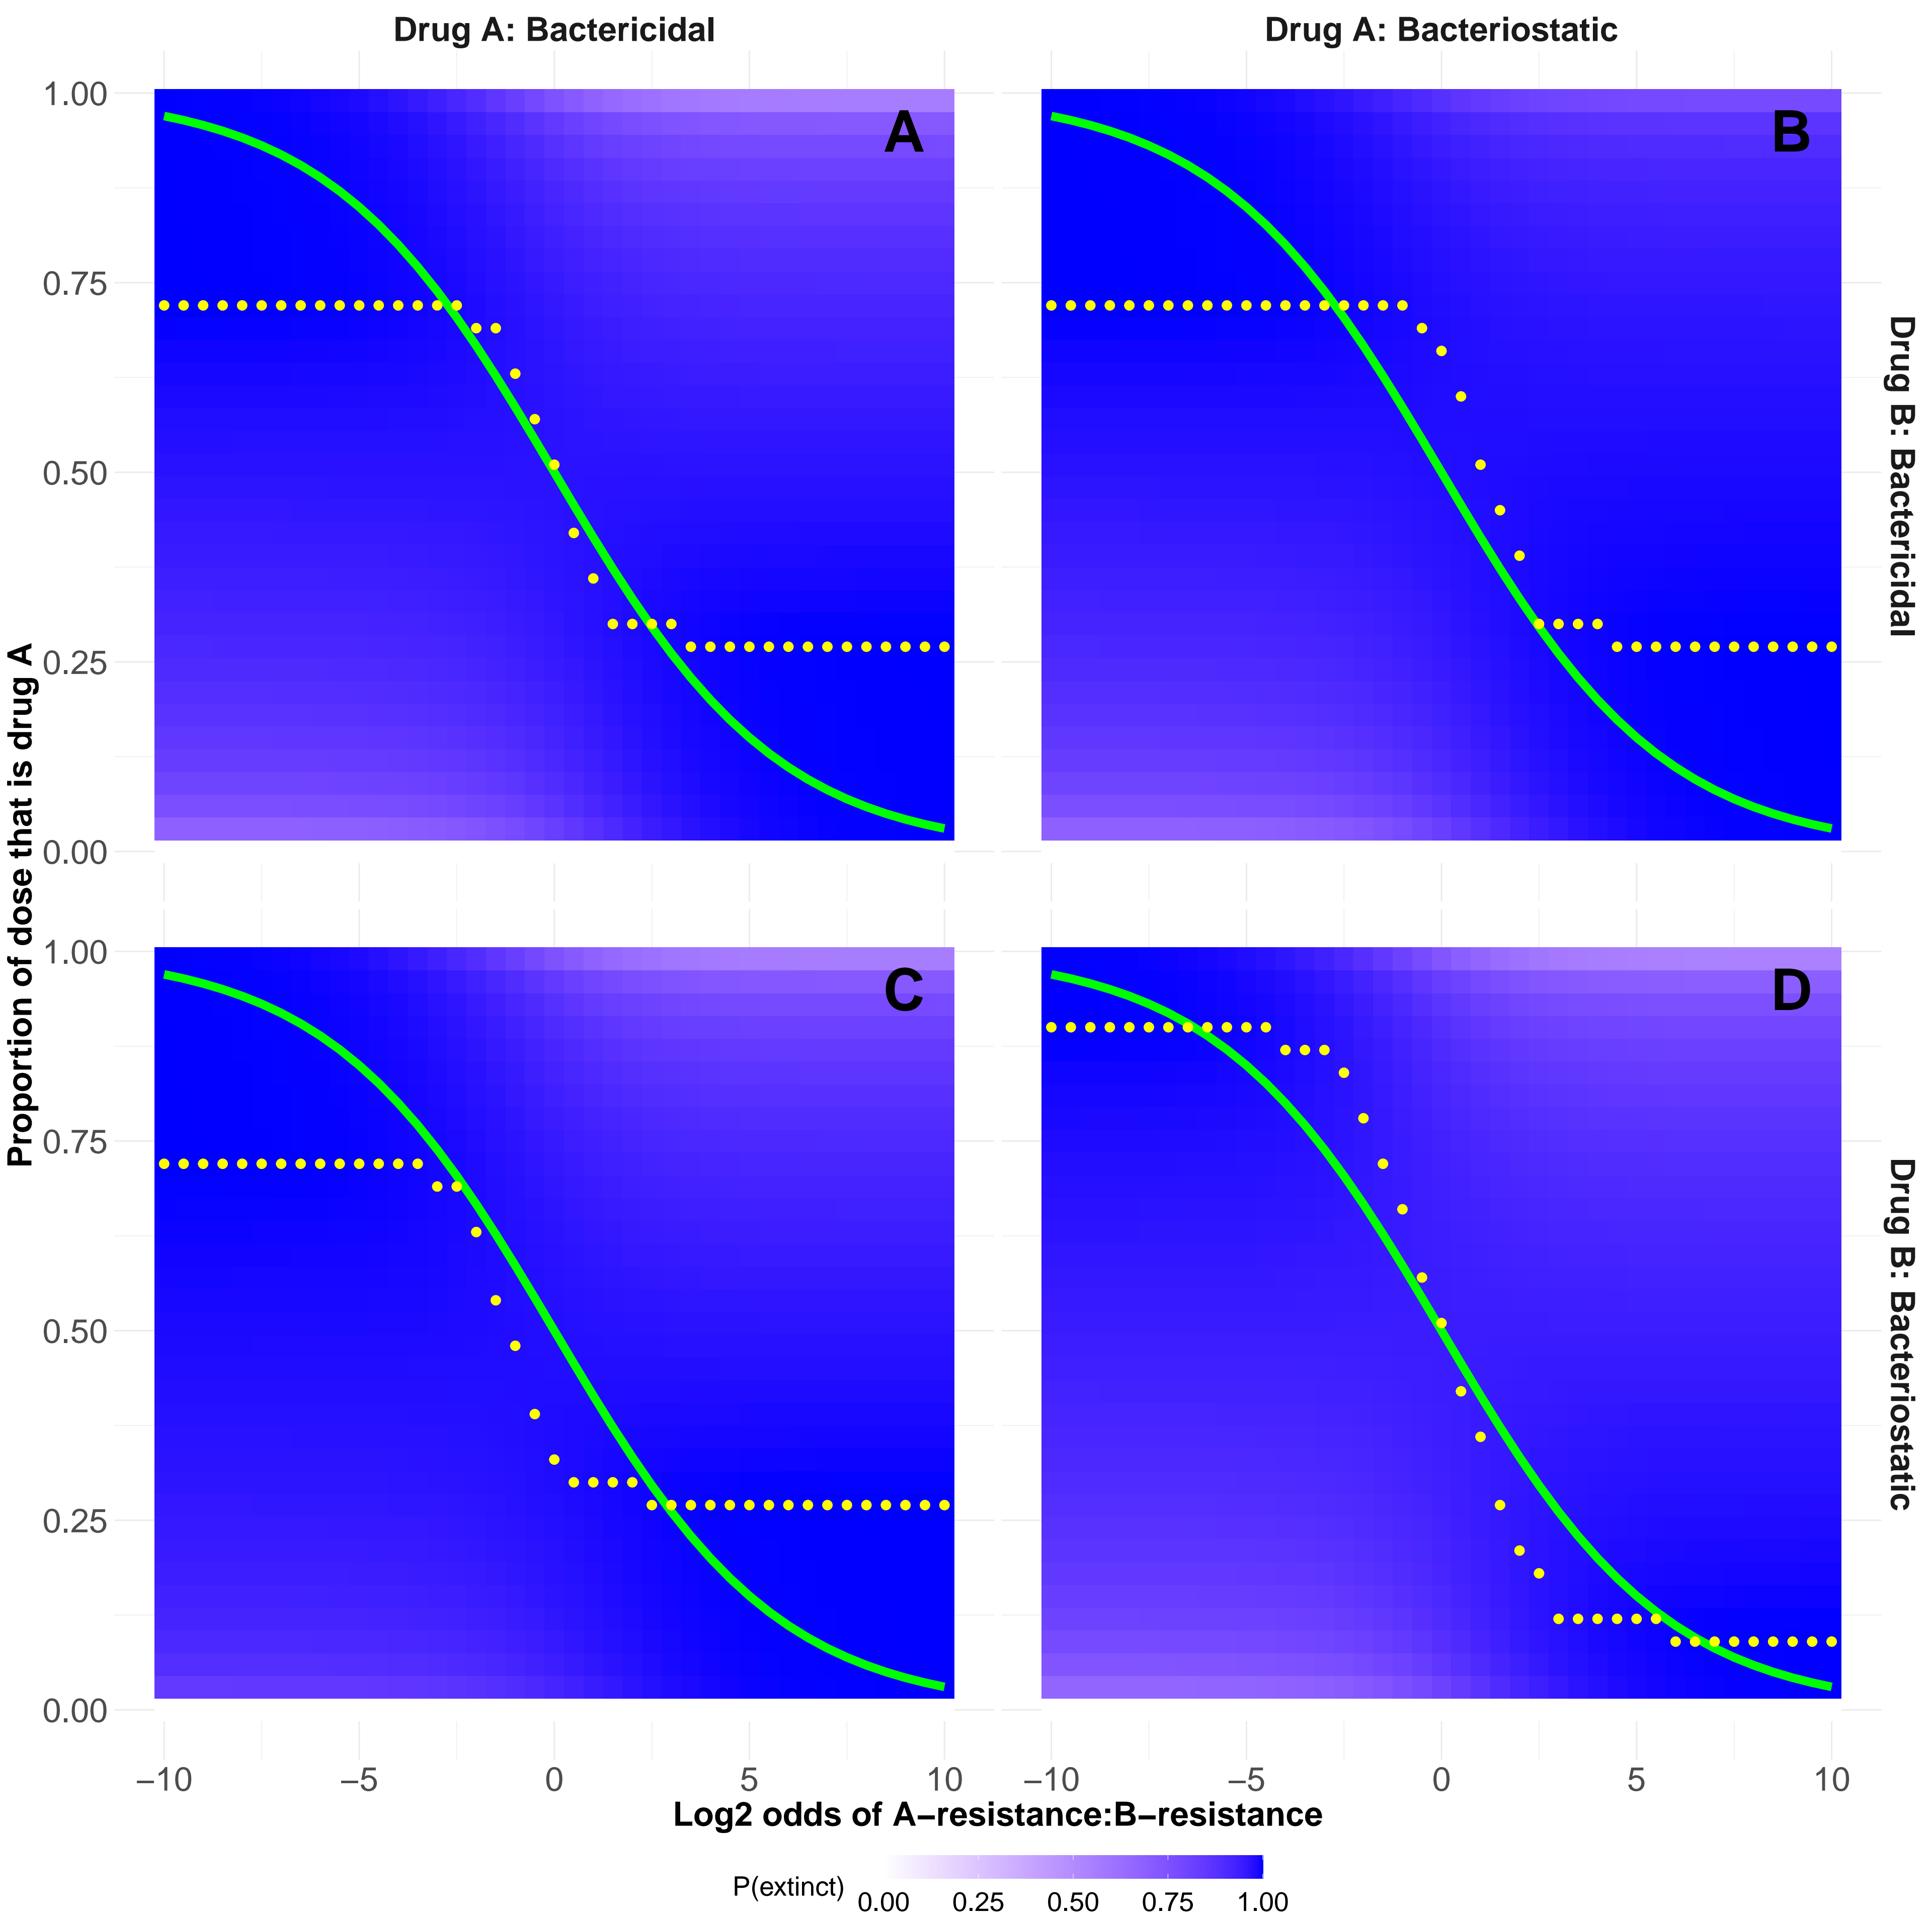 Drug A: Bactericidal
Drug A: Bacteriostatic
A
B
1.00
0.75
0.50
0.25
0.00
Drug B: Bactericidal
Proportion of dose that is drug A
C
D
1.00
0.75
0.50
0.25
0.00
Drug B: Bacteriostatic
−10 −5 0 5 10
−10 −5 0 5 10
Log2 odds of A−resistance:B−resistance
P(extinct)
0.00 0.25 0.50 0.75 1.00